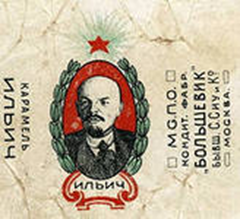 ИЛЬИЧ
КАРАМЕЛЬ
ИЛЬИЧ
M.G.П.О.
КОНДИТ. ФАБР.
"БОЛЬШЕВИК"
БЫВШ. С. СИУ и К°
МОСКВА.